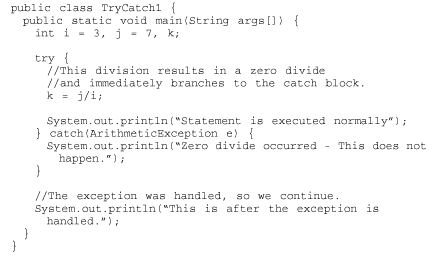 public class TryCatch1 {
  public static void main(String args[]) {
    int i = 3, j = 7, k;

    try {
      //This division results in a zero divide
      //and immediately branches to the catch block.
      k = j/i;

      System.out.println(“Statement is executed normally”);
    } catch(ArithmeticException e) {
      System.out.println(“Zero divide occurred - This does not
        happen.”);
    }

    //The exception was handled, so we continue.
    System.out.println(“This is after the exception is
      handled.”);
  }
}